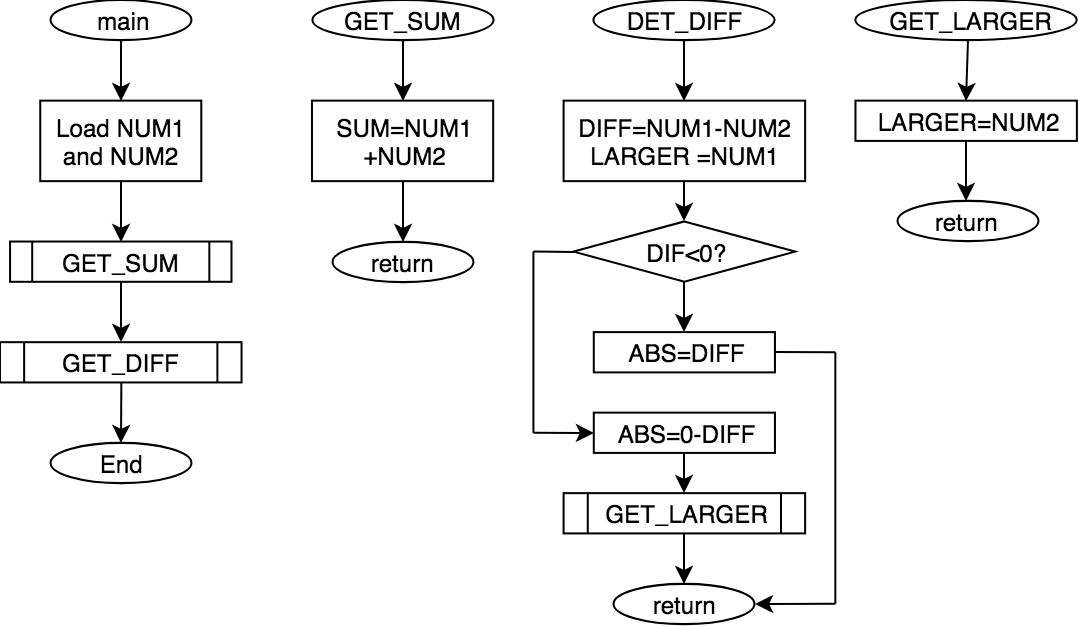 main
Load NUM1
and NUM2
GET_SUM
GET_DIFF
End
GET_SUM
SUM=NUM1
+NUM2
return
DET_DIFF
DIFF=NUM1-NUM2
LARGER =NUM1
DIF<0?
ABS=DIFF
ABS=0-DIFF
GET_LARGER
return
GET_LARGER
LARGER=NUM2
return